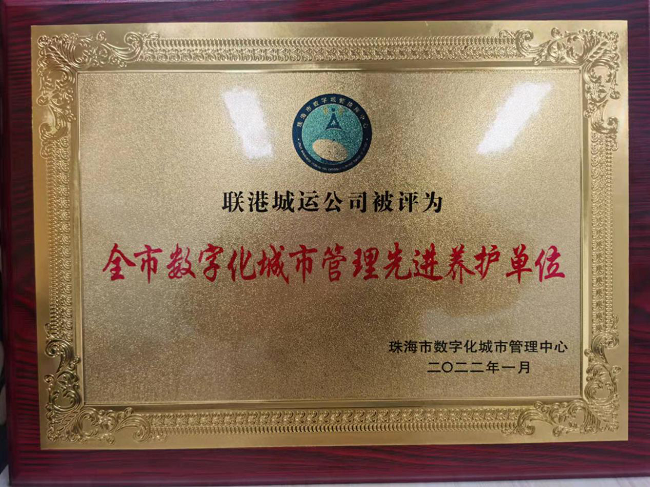 联港城运公司被评为
全市数字化城市管理先进养护单位
珠海市数字化城市管理中心
二〇二二年一月